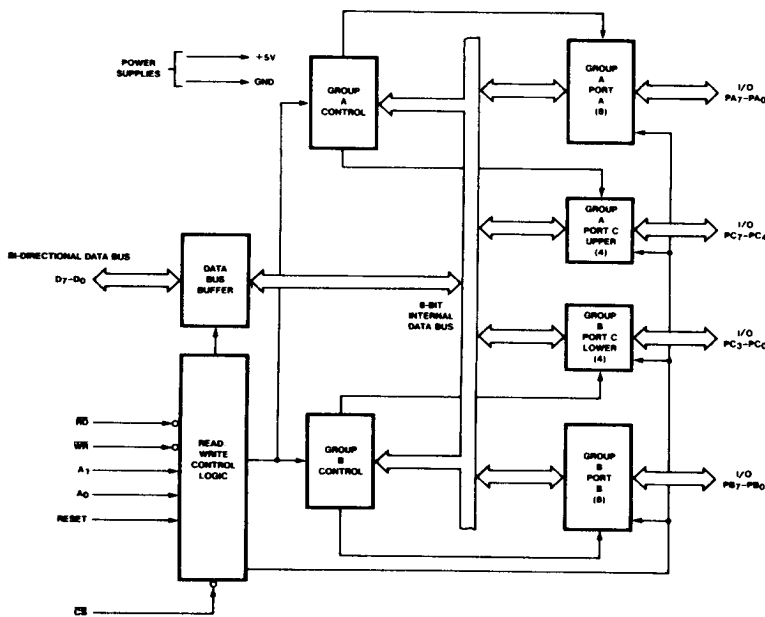 POWER
SUPPLIES
+5V
GND
GROUP
A
CONTROL
GROUP
A
PORT
A
(8)
I/O
PA7-PA0
GROUP
A
PORT C
UPPER
(4)
I/O
PC7-PC4
BI-DIRECTIONAL DATA BUS
D7-D0
DATA
BUS
BUFFER
8-BIT
INTERNAL
DATA BUS
GROUP
B
PORT C
LOWER
(4)
I/O
PC3-PC0
RD
WR
A1
A0
RESET
CS
READ
WRITE
CONTROL
LOGIC
GROUP
B
CONTROL
GROUP
B
PORT
B
(8)
I/O
PB7-PB0